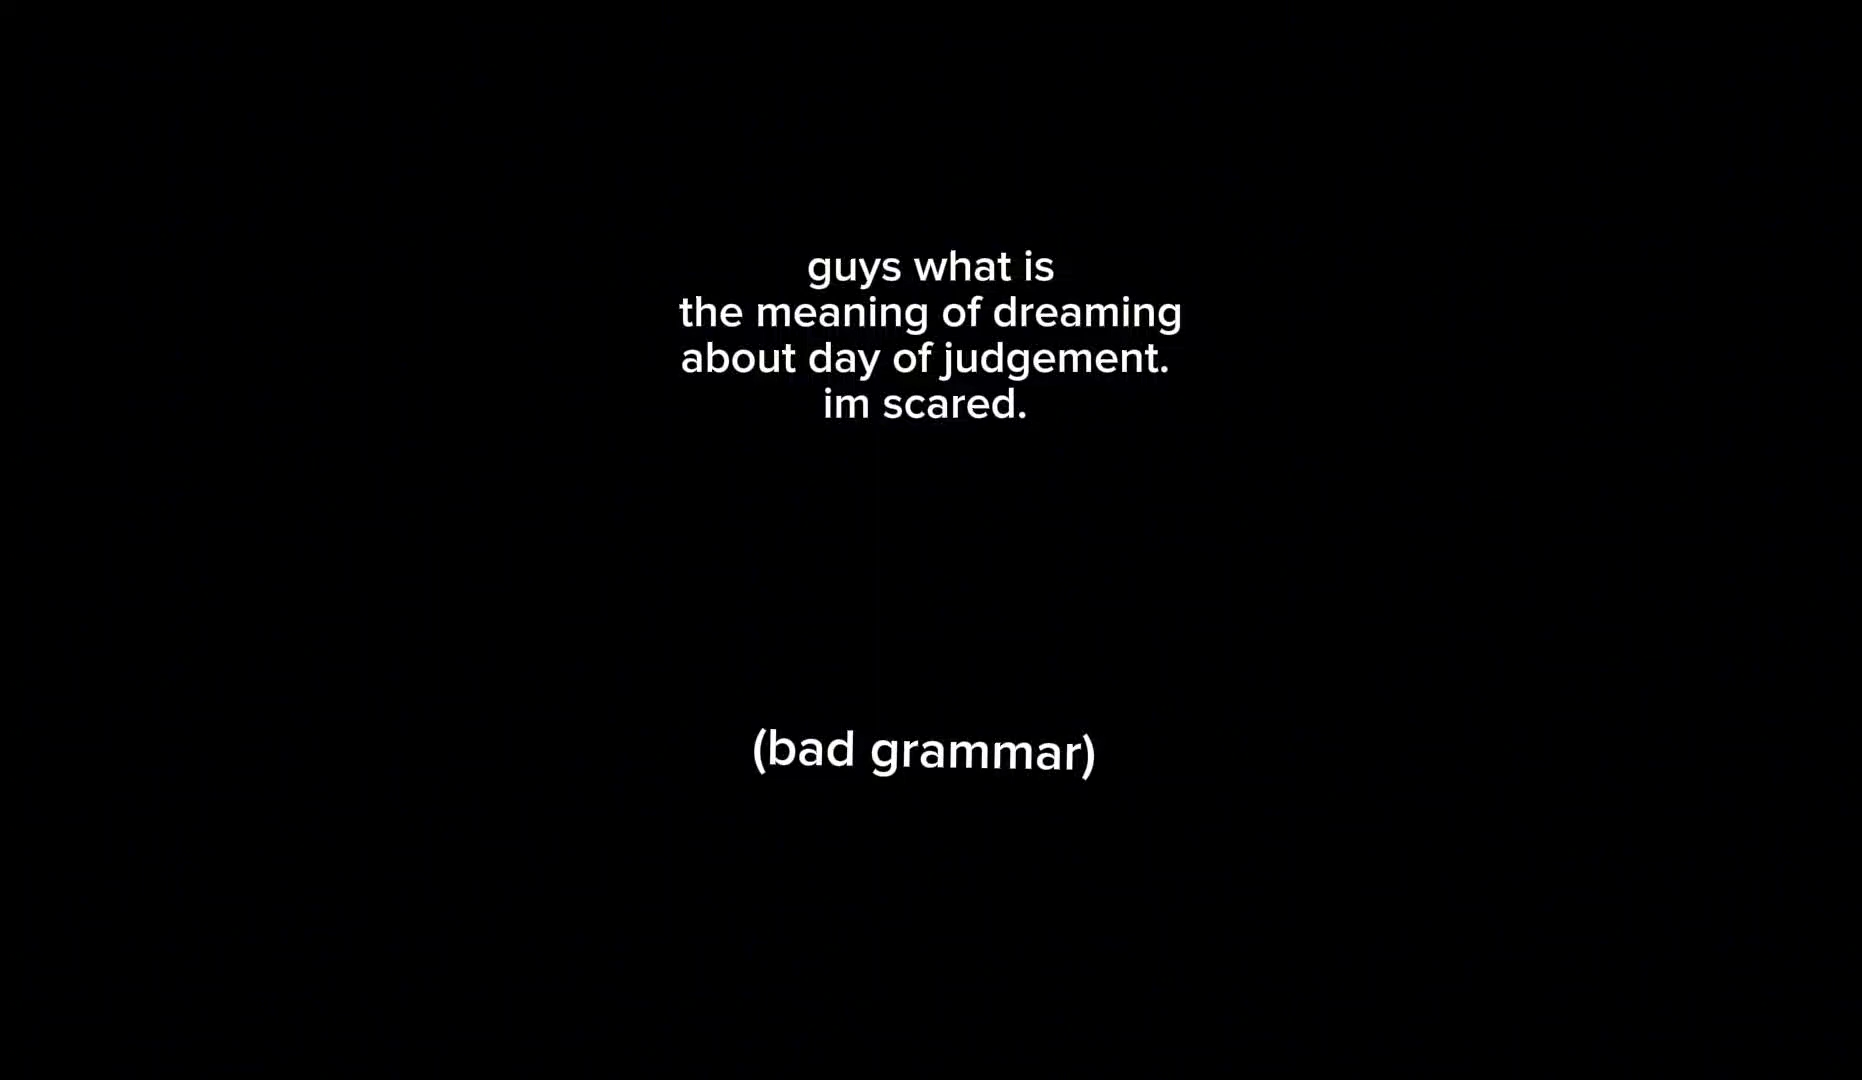 guys what is
the meaning of dreaming
about day of judgement.
im scared.
(bad grammar)